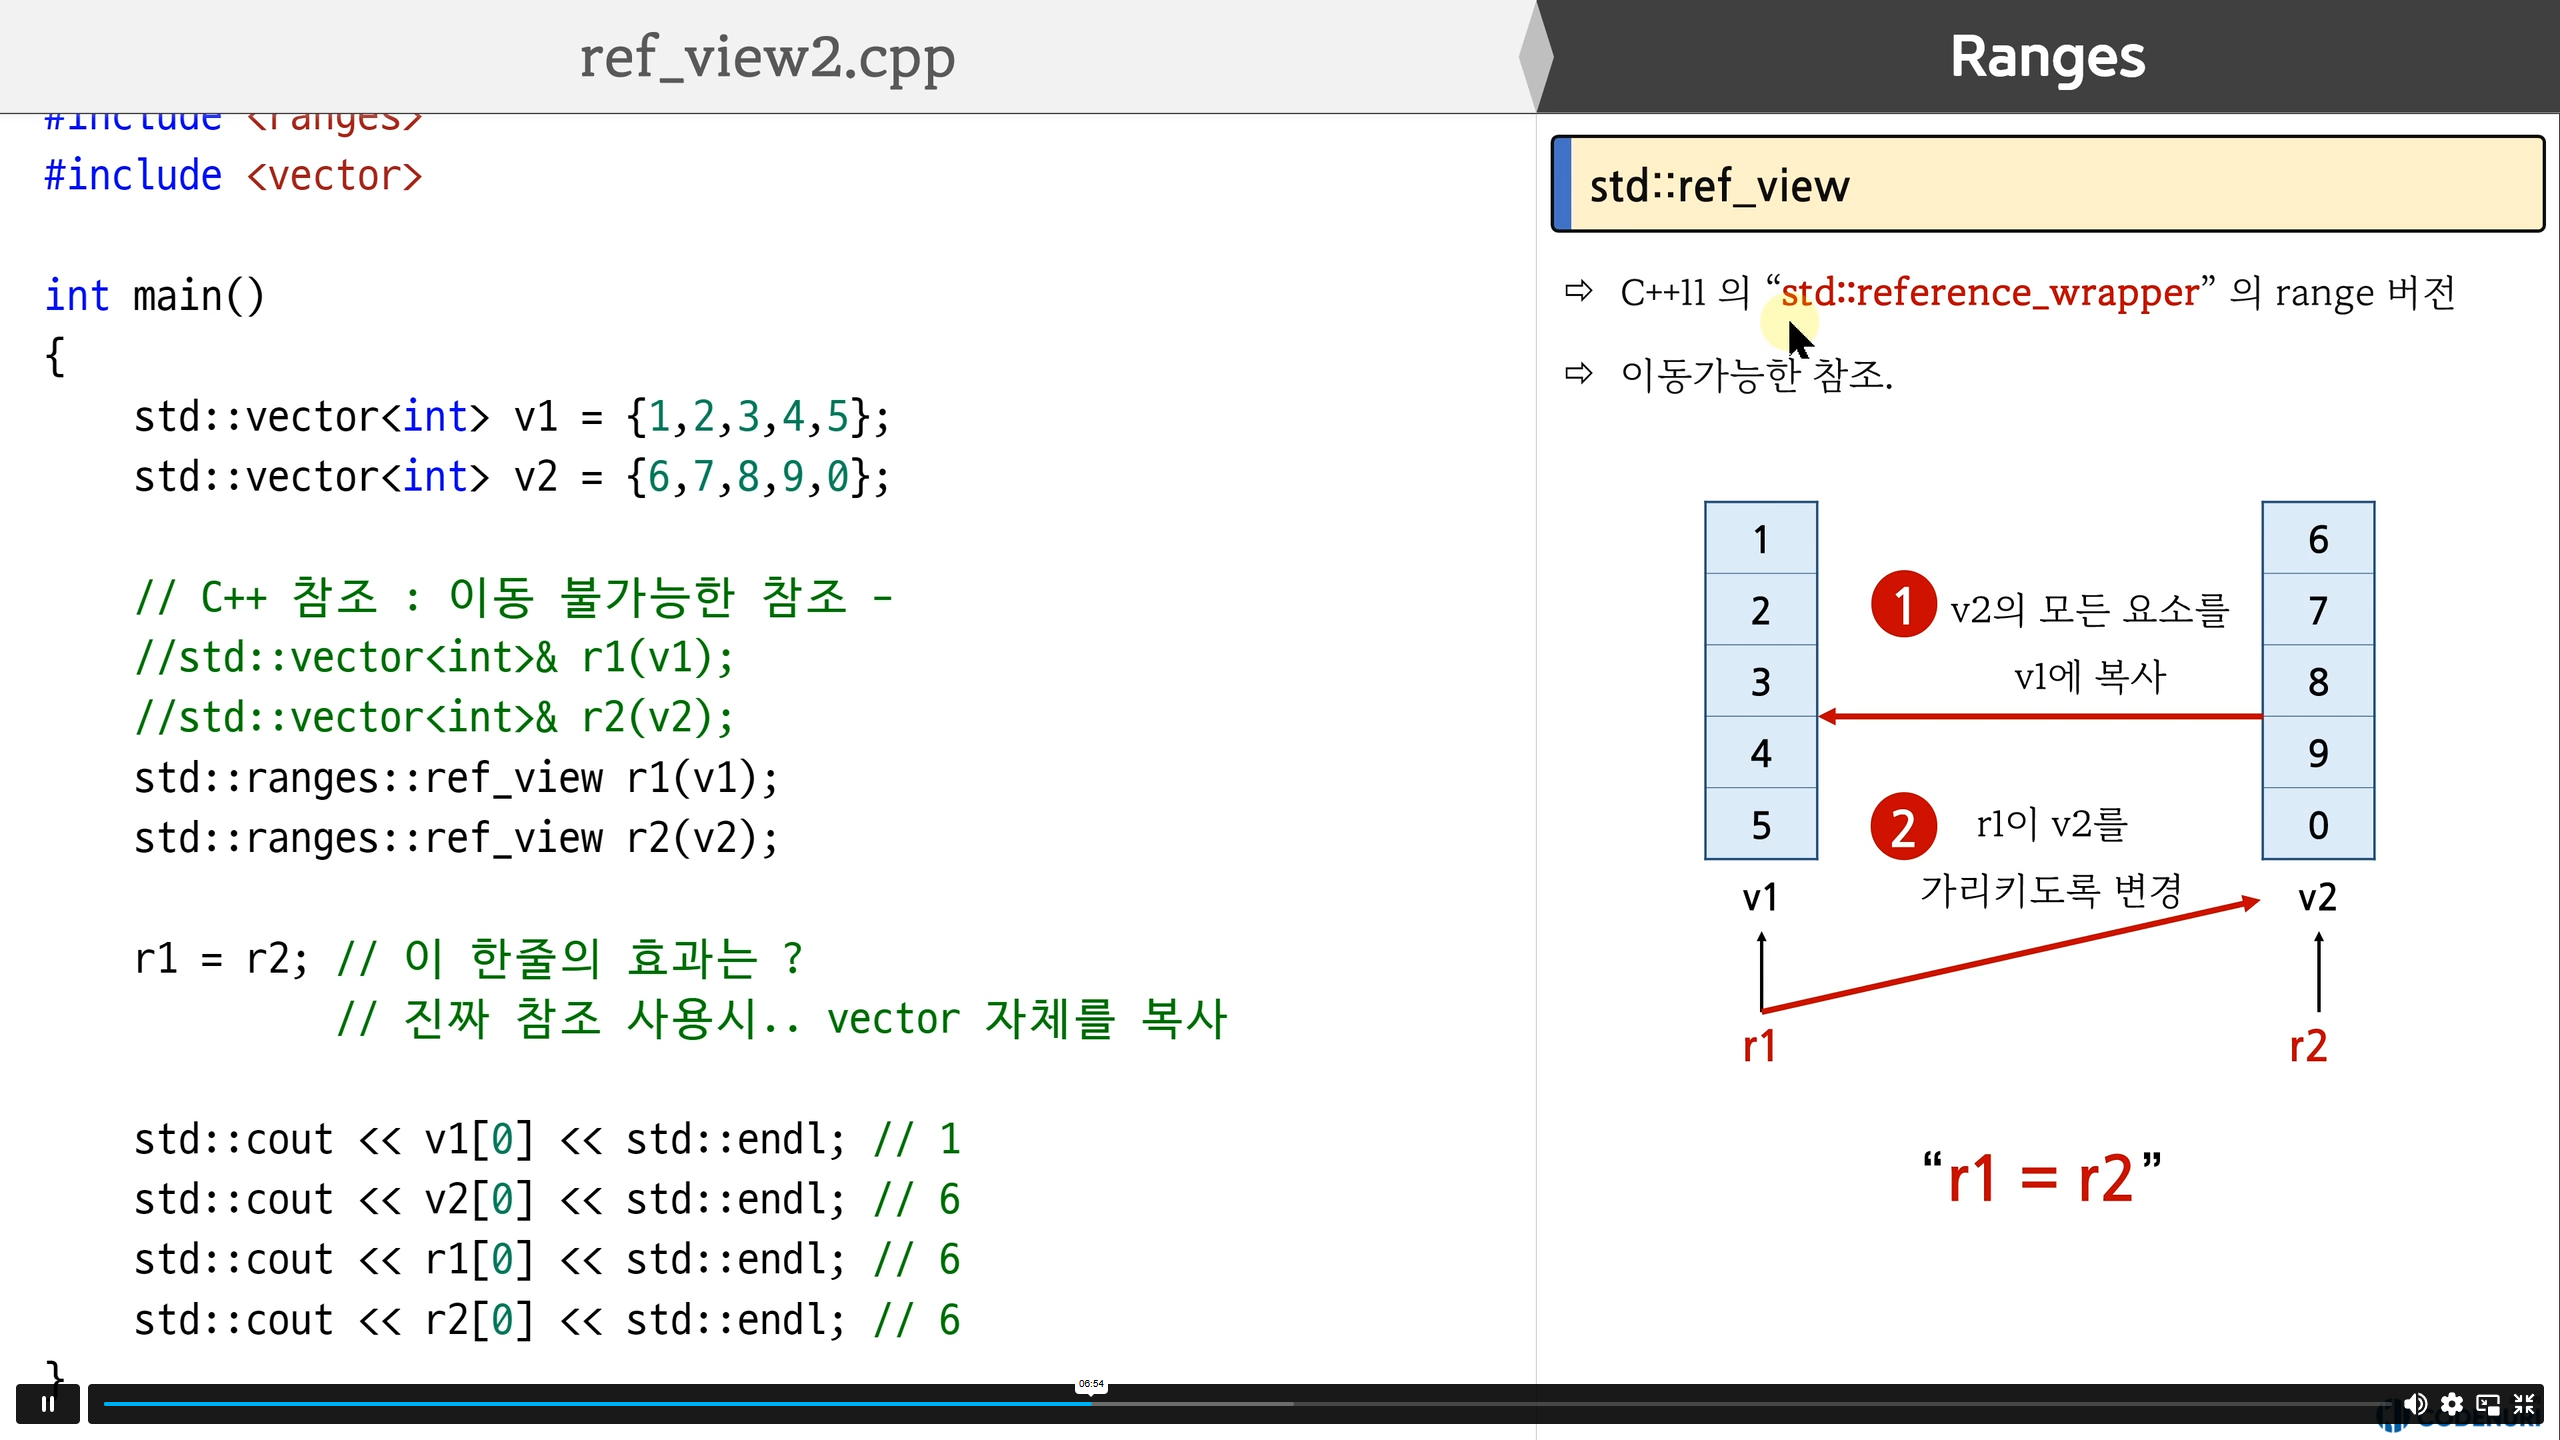 ref_view2.cpp
#include <ranges>
#include <vector>
int main()
{
std::vector<int> v1 = {1,2,3,4,5};
std::vector<int> v2 = {6,7,8,9,0};
// C++ 참조 : 이동 불가능한 참조 -
//std::vector<int>& r1(v1);
//std::vector<int>& r2(v2);
std::ranges::ref_view r1(v1);
std::ranges::ref_view r2(v2);
r1 = r2; // 이 한줄의 효과는 ?
// 진짜 참조 사용시.. vector 자체를 복사
std::cout << v1[0] << std::endl; // 1
std::cout << v2[0] << std::endl; // 6
std::cout << r1[0] << std::endl; // 6
std::cout << r2[0] << std::endl; // 6
}
Ranges
std::ref_view
⇨ C++11 의 “std::reference_wrapper” 의 range 버전
⇨ 이동가능한 참조.
1
2
3
4
5
v1
r1
1 v2의 모든 요소를
v1에 복사
2 r1이 v2를
가리키도록 변경
6
7
8
9
0
v2
r2
“r1 = r2”
06:54
CODENURI